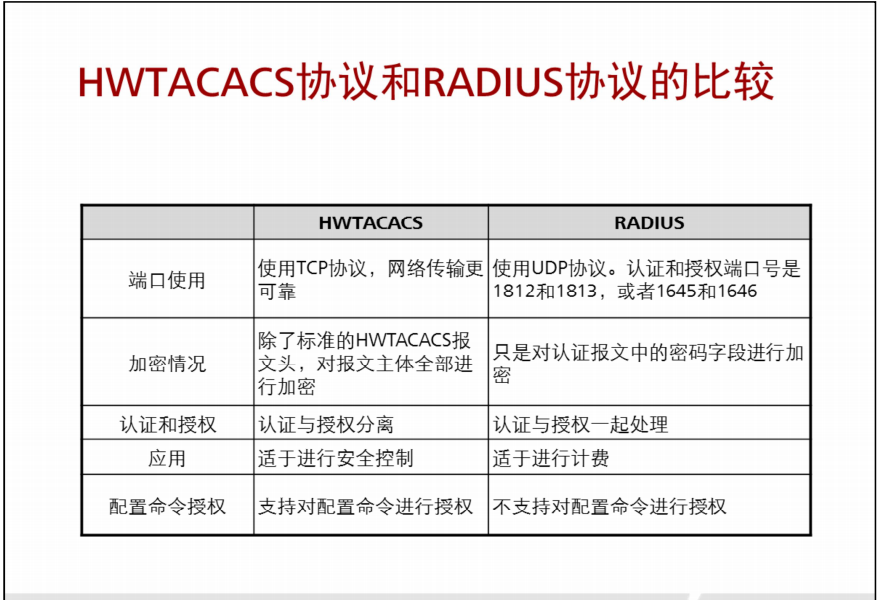 HWTACACS协议和RADIUS协议的比较
HWTACACS
RADIUS
端口使用
使用TCP协议，网络传输更
可靠
使用UDP协议。认证和授权端口号是
1812和1813，或者1645和1646
加密情况
除了标准的HWTACACS报
文头，对报文主体全部进
行加密
只是对认证报文中的密码字段进行加
密
认证和授权
认证与授权分离
认证与授权一起处理
应用
适于进行安全控制
适于进行计费
配置命令授权
支持对配置命令进行授权
不支持对配置命令进行授权